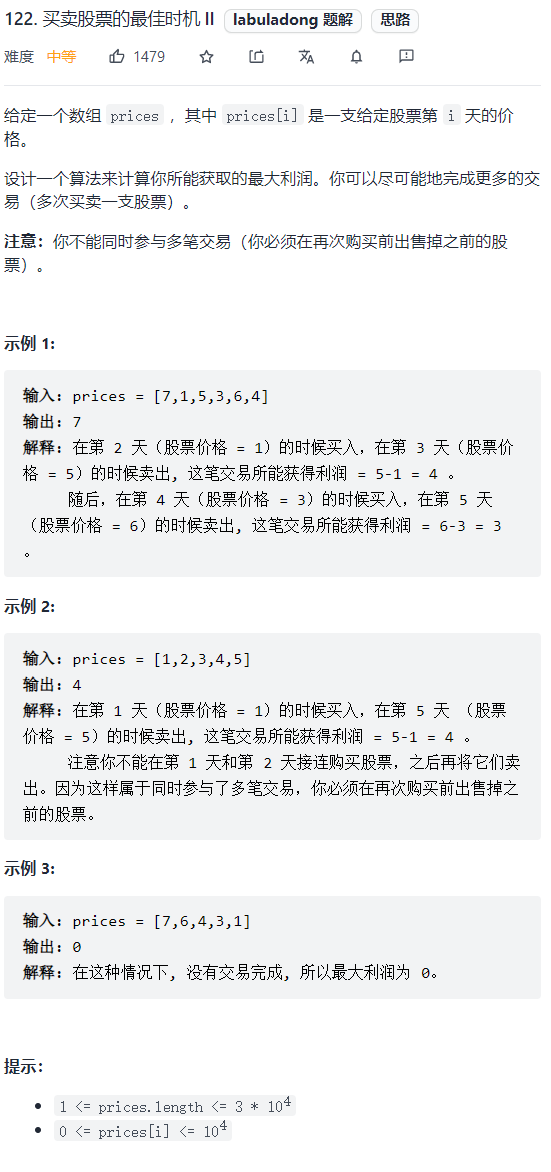 122. 买卖股票的最佳时机 II labuladong 题解 思路
难度 中等 1479
给定一个数组 prices ，其中 prices[i] 是一支给定股票第 i 天的价
格。
设计一个算法来计算你所能获取的最大利润。你可以尽可能地完成更多的交
易（多次买卖一支股票）。
注意：你不能同时参与多笔交易（你必须在再次购买前出售掉之前的股
票）。
示例 1:
输入: prices = [7,1,5,3,6,4]
输出: 7
解释: 在第 2 天（股票价格 = 1）的时候买入，在第 3 天（股票价
格 = 5）的时候卖出, 这笔交易所能获得利润 = 5-1 = 4 。
随后，在第 4 天（股票价格 = 3）的时候买入，在第 5 天
（股票价格 = 6）的时候卖出, 这笔交易所能获得利润 = 6-3 = 3
。
示例 2:
输入: prices = [1,2,3,4,5]
输出: 4
解释: 在第 1 天（股票价格 = 1）的时候买入，在第 5 天 （股票
价格 = 5）的时候卖出, 这笔交易所能获得利润 = 5-1 = 4 。
注意你不能在第 1 天和第 2 天接连购买股票，之后再将它们卖
出。因为这样属于同时参与了多笔交易，你必须在再次购买前出售掉之
前的股票。
示例 3:
输入: prices = [7,6,4,3,1]
输出: 0
解释: 在这种情况下, 没有交易完成, 所以最大利润为 0。
提示：
• 1 <= prices.length <= 3 * 10⁴
• 0 <= prices[i] <= 10⁴